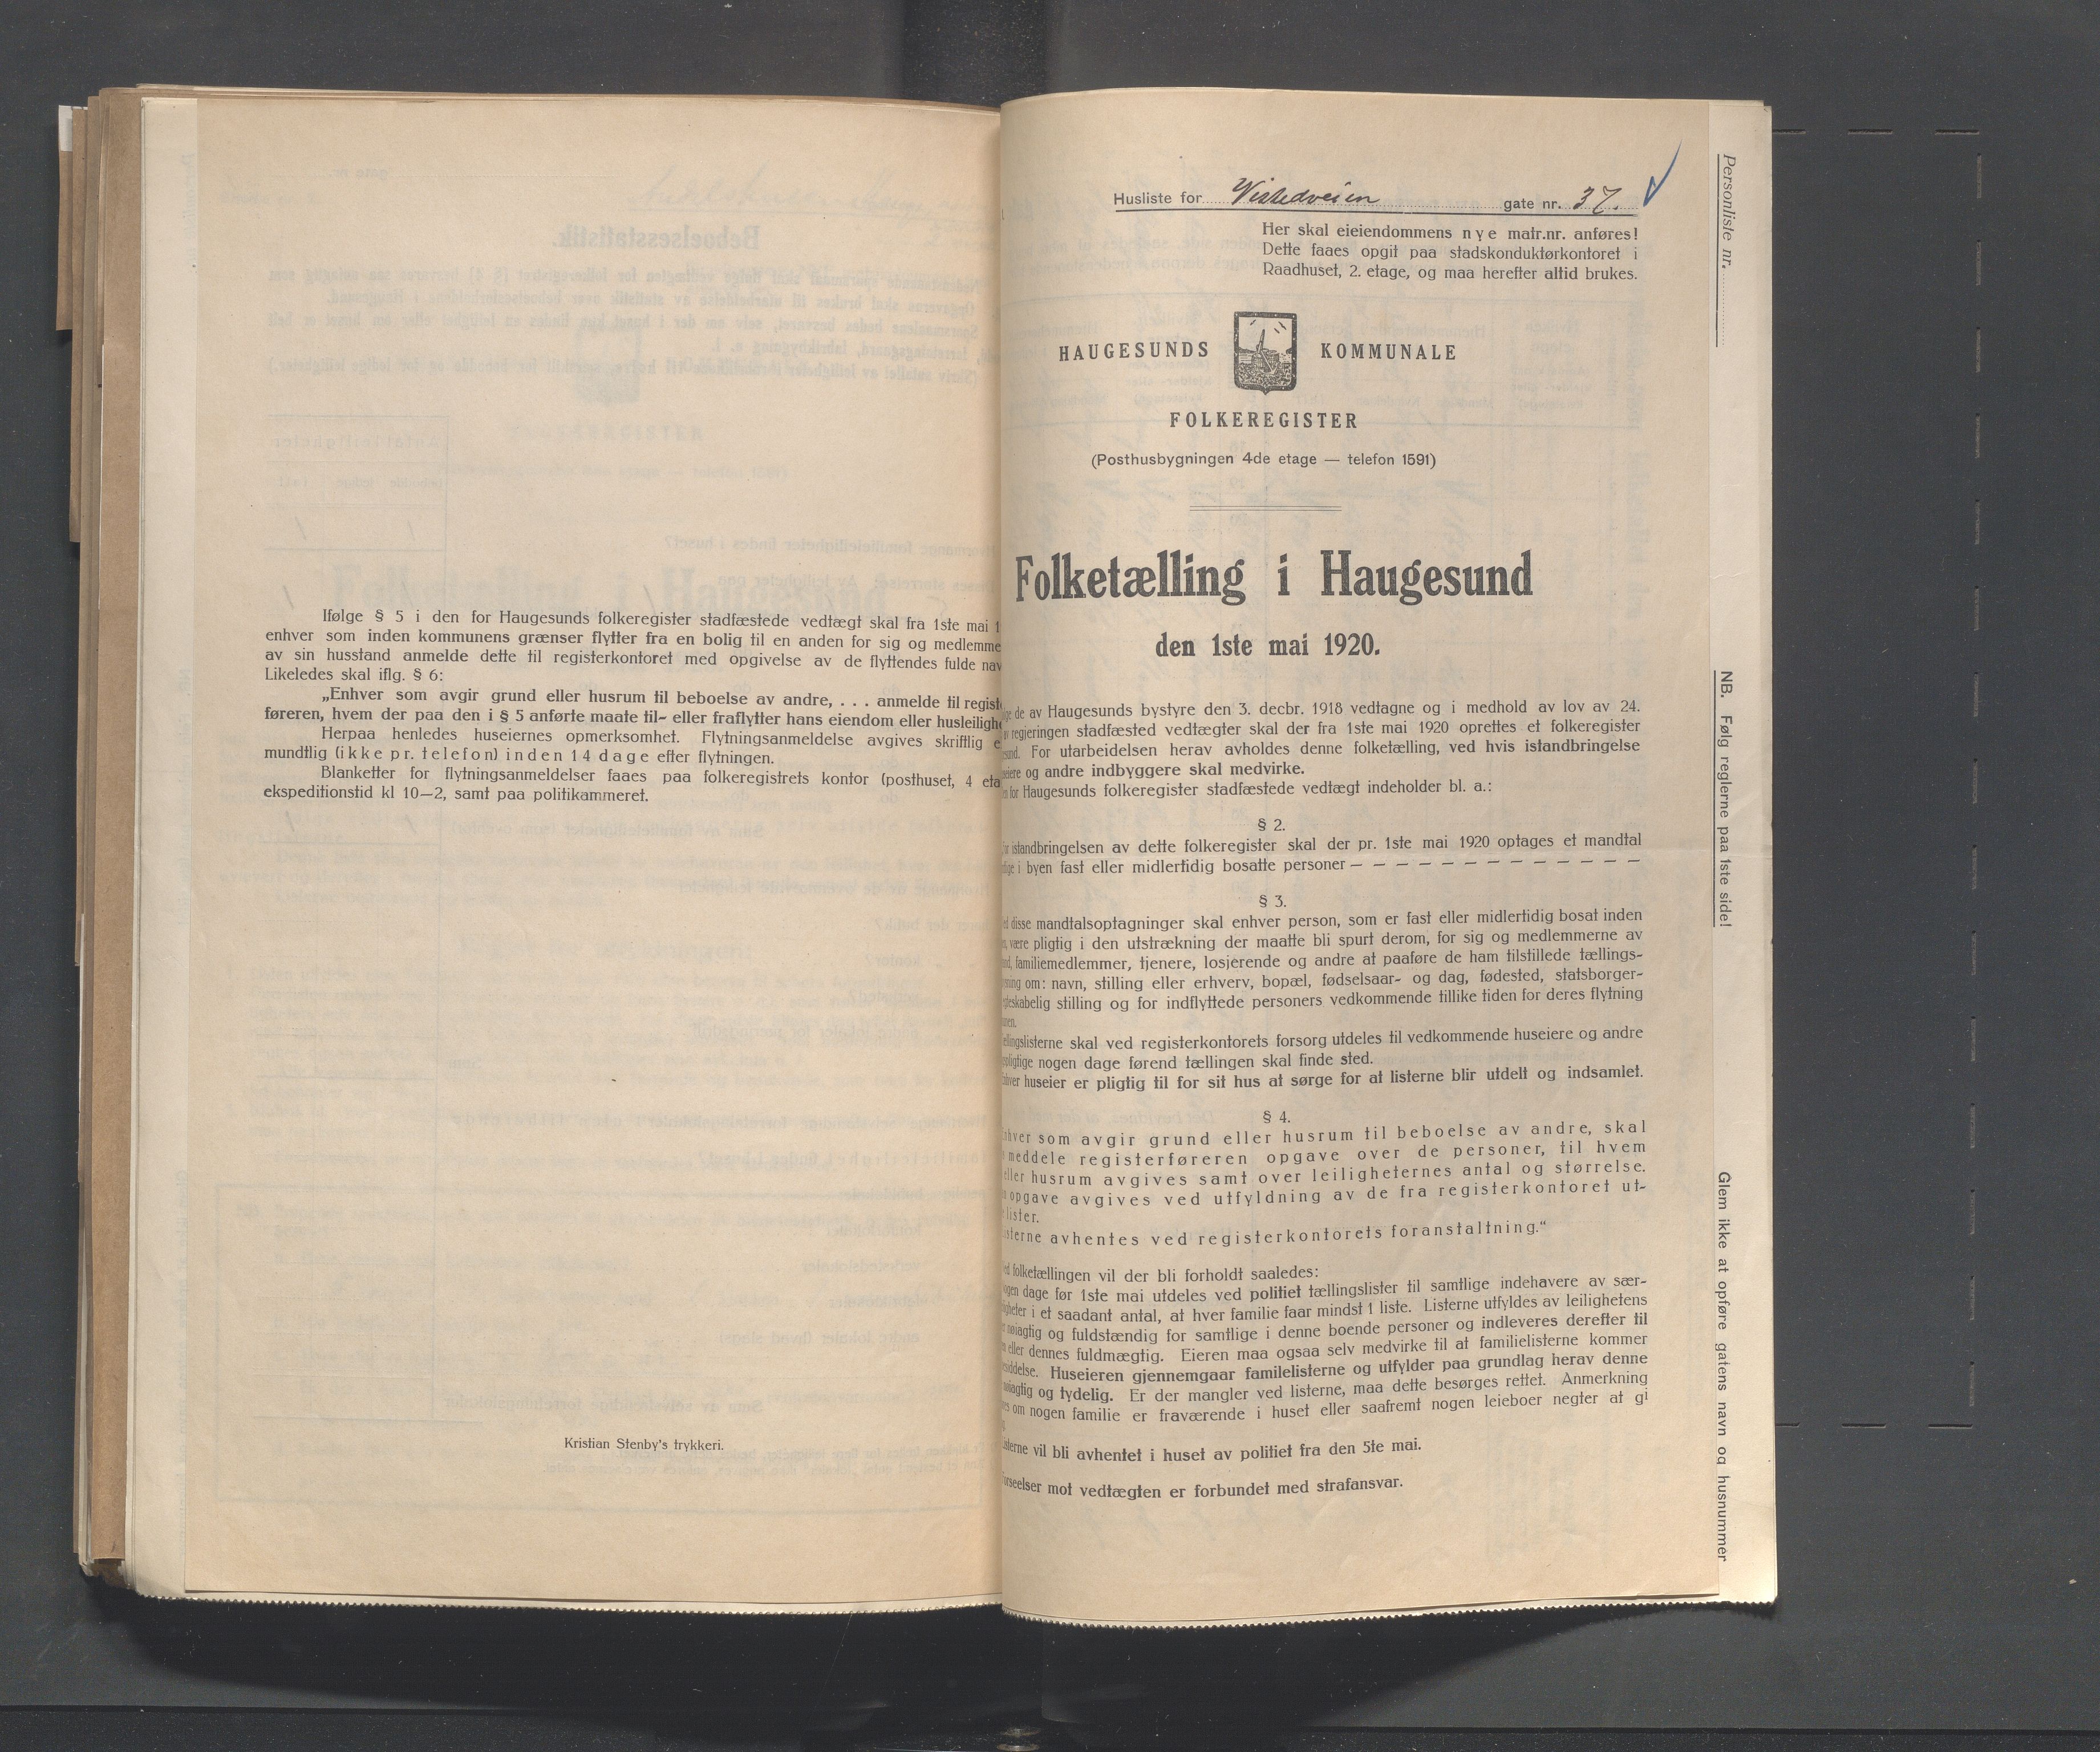 Ifølge § 5 i den for Haugesunds folkeregister stadfæstede vedtægt skal fra 1ste mai 1
enhver som inden kommunens grænser flytter fra en bolig til en anden for sig og medlemme
av sin husstand anmelde dette til registerkontoret med opgivelse av de flyttendes fulde nav
Likeledes skal iflg. § 6:
„Enhver som avgir grund eller husrum til beboelse av andre, . . . anmelde til regist
føreren, hvem der paa den i § 5 anførte maate til- eller fraflytter hans eiendom eller husleiligh
Herpaa henledes huseiernes opmerksomhet. Flytningsanmeldelse avgives skriftlig e
mundtlig (ikke pr. telefon) inden 14 dage efter flytningen.
Blanketter for flytningsanmeldelser faaes paa folkeregistrets kontor (posthuset, 4 eta
ekspeditionstid kl 10—2, samt paa politikammeret.
Kristian Stenby's trykkeri.
Husliste for Vistedveien gate nr. 37.
Her skal eieiendommens nye matr.nr. anføres!
Dette faaes opgit paa stadskonduktørkontoret i
Raadhuset, 2. etage, og maa herefter altid brukes.
HAUGESUNDS KOMMUNALE
FOLKEREGISTER
(Posthusbygningen 4de etage — telefon 1591)
Folketælling i Haugesund
den 1ste mai 1920.
de av Haugesunds bystyre den 3. decbr. 1918 vedtagne og i medhold av lov av 24.
regjeringen stadfæsted vedtægter skal der fra 1ste mai 1920 oprettes et folkeregister
sund. For utarbeidelsen herav avholdes denne folketælling, ved hvis istandbringelse
eiere og andre indbyggere skal medvirke.
for Haugesunds folkeregister stadfæstede vedtægt indeholder bl. a.:
§ 2.
istandbringelsen av dette folkeregister skal der pr. 1ste mai 1920 optages et mandtal
i byen fast eller midlertidig bosatte personer — — — — — — — — — — — — —
§ 3.
disse mandtalsoptagninger skal enhver person, som er fast eller midlertidig bosat inden
være pligtig i den utstrækning der maatte bli spurt derom, for sig og medlemmerne av
familiemedlemmer, tjenere, losjerende og andre at paaføre de ham tilstillede tællings-
ning om: navn, stilling eller erhverv, bopæl, fødselsaar- og dag, fødested, statsborger-
gteskabelig stilling og for indflyttede personers vedkommende tillike tiden for deres flytning
nen.
llingslisterne skal ved registerkontorets forsorg utdeles til vedkommende huseiere og andre
pligtige nogen dage førend tællingen skal finde sted.
nhver huseier er pligtig til for sit hus at sørge for at listerne blir utdelt og indsamlet.
§ 4.
nhver som avgir grund eller husrum til beboelse av andre, skal
meddele registerføreren opgave over de personer, til hvem
eller husrum avgives samt over leiligheternes antal og størrelse.
opgave avgives ved utfyldning av de fra registerkontoret ut-
lister.
sterne avhentes ved registerkontorets foranstaltning.“
folketællingen vil der bli forholdt saaledes:
ogen dage før 1ste mai utdeles ved politiet tællingslister til samtlige indehavere av sær-
igheter i et saadant antal, at hver familie faar mindst 1 liste. Listerne utfyldes av leilighetens
nøiagtig og fuldstændig for samtlige i denne boende personer og indleveres derefter til
eller dennes fuldmægtig. Eieren maa ogsaa selv medvirke til at familielisterne kommer
middelse. Huseieren gjennemgaar familelisterne og utfylder paa grundlag herav denne
nøiagtig og tydelig. Er der mangler ved listerne, maa dette besørges rettet. Anmerkning
om nogen familie er fraværende i huset eller saafremt nogen leieboer negter at gi
isterne vil bli avhentet i huset av politiet fra den 5te mai.
orseelser mot vedtægten er forbundet med strafansvar.
Personliste nr.
NB. Følg reglerne paa 1ste side!
Glem ikke at opføre gatens navn og husnummer